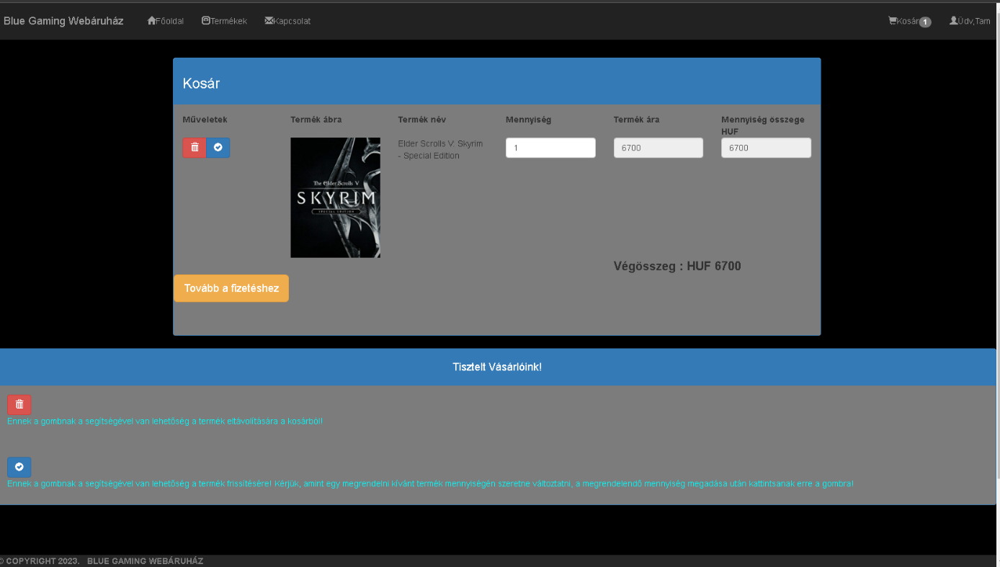 Blue Gaming Webáruház Főoldal Termékek Kapcsolat Kosár 1 Üdv,Tam
Kosár
Műveletek Termék ábra Termék név Mennyiség Termék ára Mennyiség összege
HUF
Elder Scrolls V: Skyrim 1 6700 6700
- Special Edition
The Elder Scrolls V
SKYRIM
SPECIAL EDITION
Végösszeg : HUF 6700
Tovább a fizetéshez
Tisztelt Vásárlóink!
Ennek a gombnak a segítségével van lehetőség a termék eltávolítására a kosárból!
Ennek a gombnak a segítségével van lehetőség a termék frissítésére! Kérjük, amint egy megrendelni kívánt termék mennyiségén szeretne változtatni, a megrendelendő mennyiség megadása után kattintsanak erre a gombra!
© COPYRIGHT 2023. BLUE GAMING WEBÁRUHÁZ